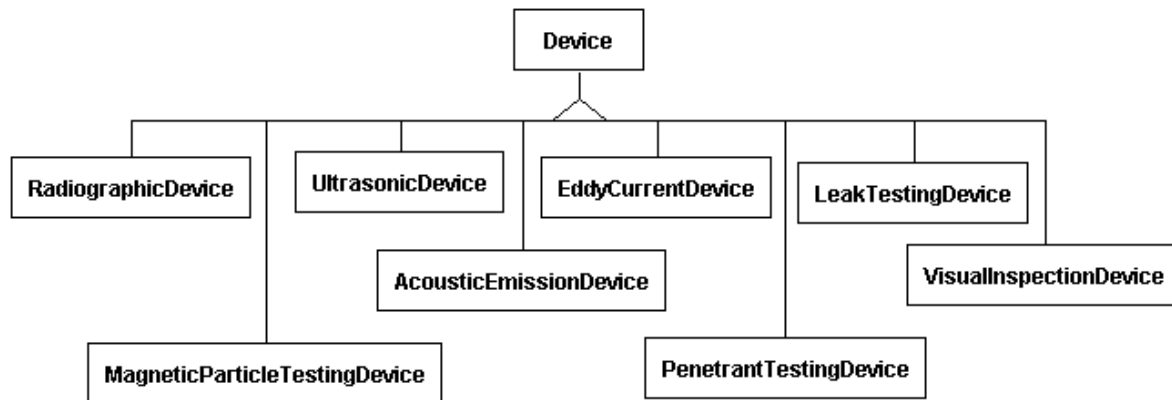 Device
RadiographicDevice
UltrasonicDevice
EddyCurrentDevice
LeakTestingDevice
AcousticEmissionDevice
VisualInspectionDevice
MagneticParticleTestingDevice
PenetrantTestingDevice